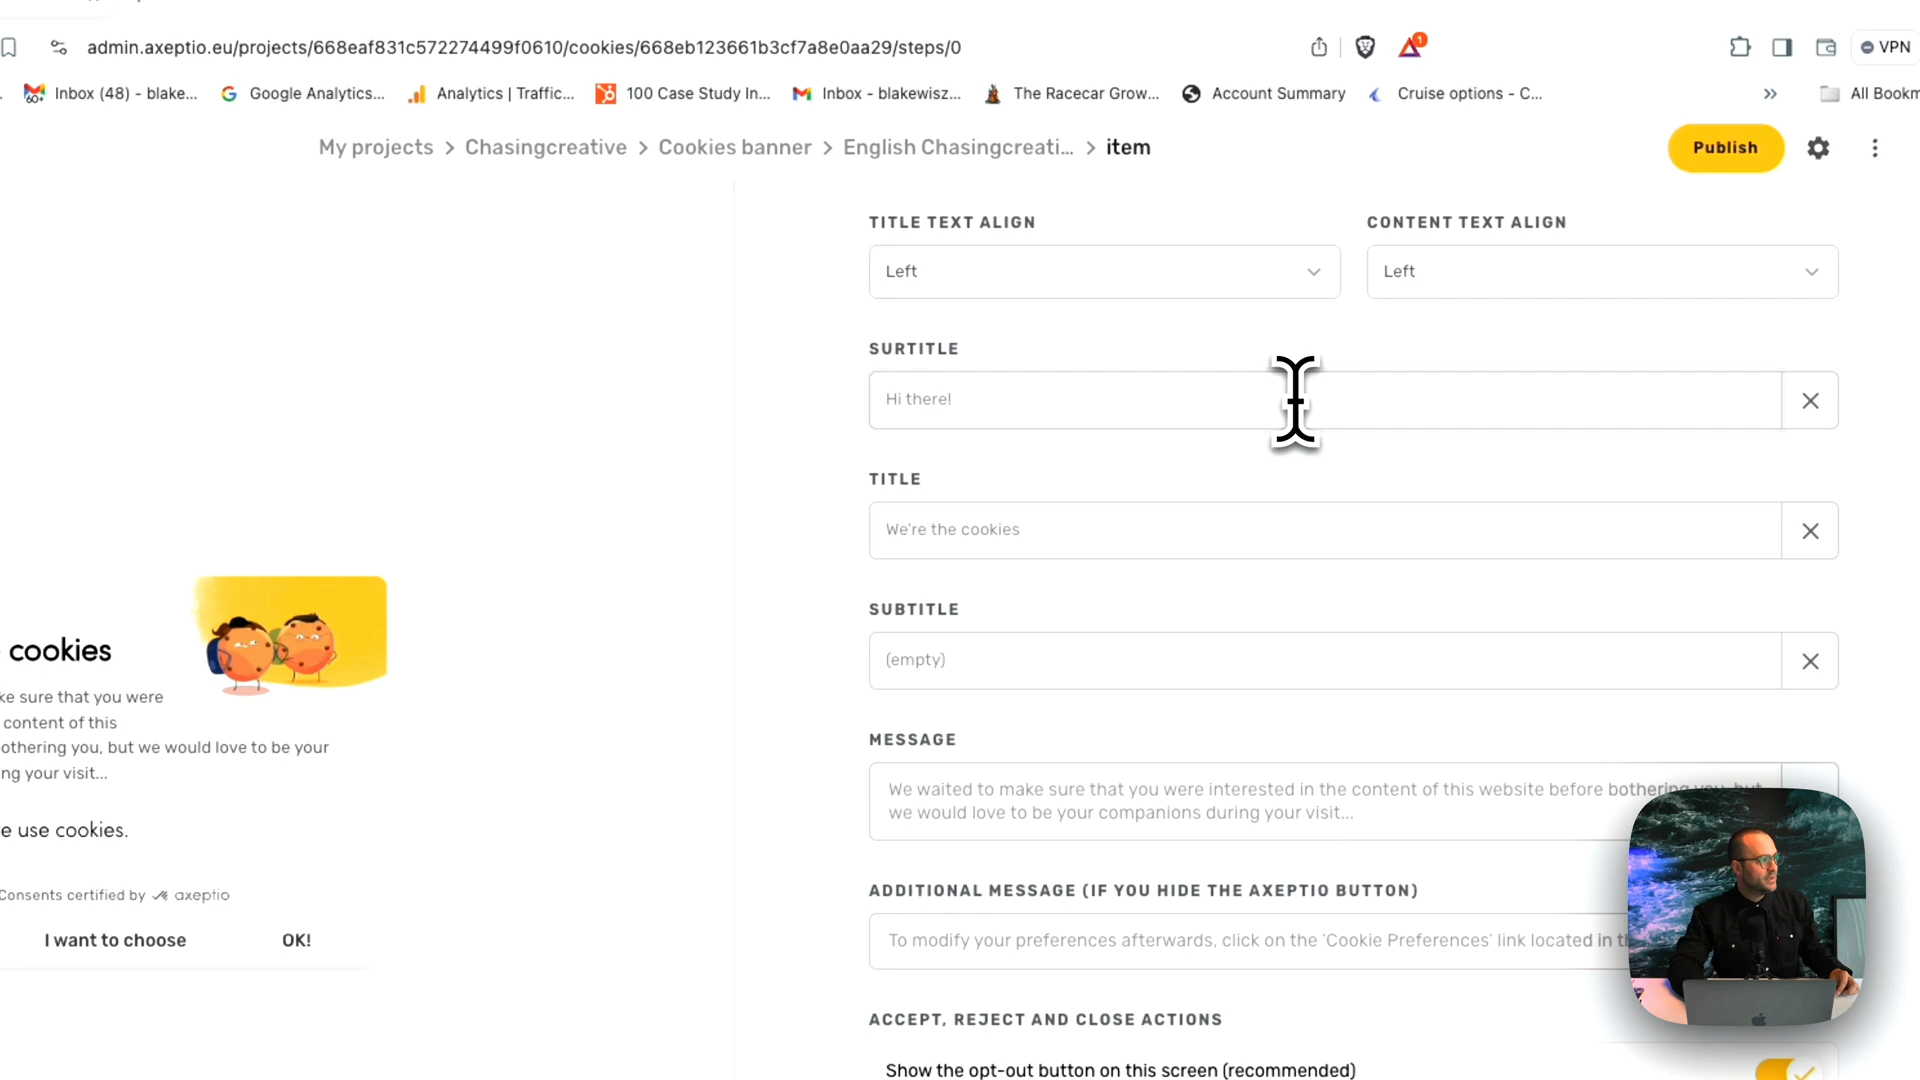 admin.axeptio.eu/projects/668eaf831c572274499f0610/cookies/668eb123661b3cf7a8e0aa29/steps/0
1
VPN
60+
Inbox (48) - blake...
Google Analytics...
Analytics | Traffic...
100 Case Study In...
Inbox - blakewisz...
The Racecar Grow...
Account Summary
Cruise options - C...
All Bookm
My projects > Chasingcreative > Cookies banner > English Chasingcreati... > item
Publish
TITLE TEXT ALIGN
CONTENT TEXT ALIGN
Left
Left
SURTITLE
Hi there!
TITLE
We're the cookies
SUBTITLE
(empty)
MESSAGE
We waited to make sure that you were interested in the content of this website before bothering you, but
we would love to be your companions during your visit...
ADDITIONAL MESSAGE (IF YOU HIDE THE AXEPTIO BUTTON)
To modify your preferences afterwards, click on the 'Cookie Preferences' link located in t
ACCEPT, REJECT AND CLOSE ACTIONS
Show the opt-out button on this screen (recommended)
cookies
ke sure that you were
content of this
othering you, but we would love to be your
ng your visit...
e use cookies.
Consents certified by axeptio
I want to choose
OK!